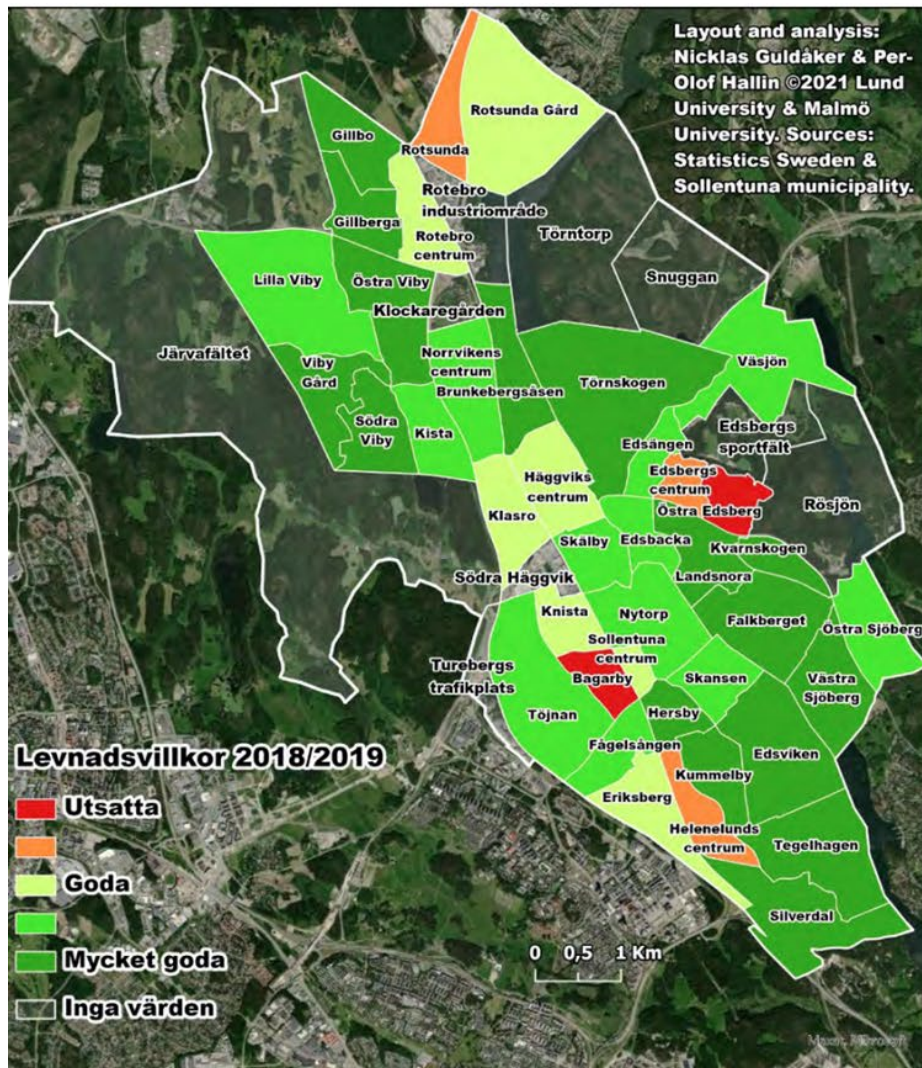 Layout and analysis:
Nicklas Guldåker & Per-
Olof Hallin ©2021 Lund
University & Malmö
University. Sources:
Statistics Sweden &
Sollentuna municipality.
Rotsunda Gård
Gillbo
Rotsunda
Rotebro
industriområde
Gillberga
Rotebro
centrum
Törntorp
Snuggan
Lilla Viby
Östra Viby
Klockaregården
Järvafältet
Viby
Gård
Norrvikens
centrum
Brunkebergsåsen
Törnskogen
Väsjön
Södra
Viby
Kista
Edsängen
Edsbergs
sportfält
Häggviks
centrum
Edsbergs
centrum
Klasro
Östra Edsberg
Rösjön
Skälby
Edsbacka
Kvarnskogen
Södra Häggvik
Landsnora
Knista
Nytorp
Falkberget
Östra Sjöberg
Sollentuna
centrum
Turebergs
trafikplats
Bagarby
Skansen
Västra
Sjöberg
Töjnan
Hersby
Fågelsången
Edsviken
Kummelby
Eriksberg
Helenelunds
centrum
Tegelhagen
Silverdal
Levnadsvillkor 2018/2019
Utsatta
Goda
Mycket goda
Inga värden
0 0,5 1 Km
Maxar, Microsoft